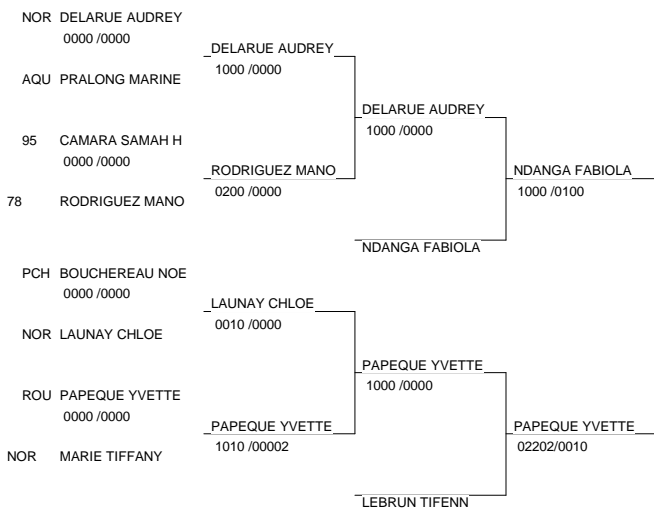 NOR DELARUE AUDREY
0000 /0000
DELARUE AUDREY
1000 /0000
AQU PRALONG MARINE
DELARUE AUDREY
1000 /0000
95 CAMARA SAMAH H
0000 /0000
RODRIGUEZ MANO
0200 /0000
NDANGA FABIOLA
1000 /0100
78 RODRIGUEZ MANO
NDANGA FABIOLA
PCH BOUCHEREAU NOE
0000 /0000
LAUNAY CHLOE
0010 /0000
NOR LAUNAY CHLOE
PAPEQUE YVETTE
1000 /0000
ROU PAPEQUE YVETTE
0000 /0000
PAPEQUE YVETTE
1010 /00002
PAPEQUE YVETTE
02202/0010
NOR MARIE TIFFANY
LEBRUN TIFENN